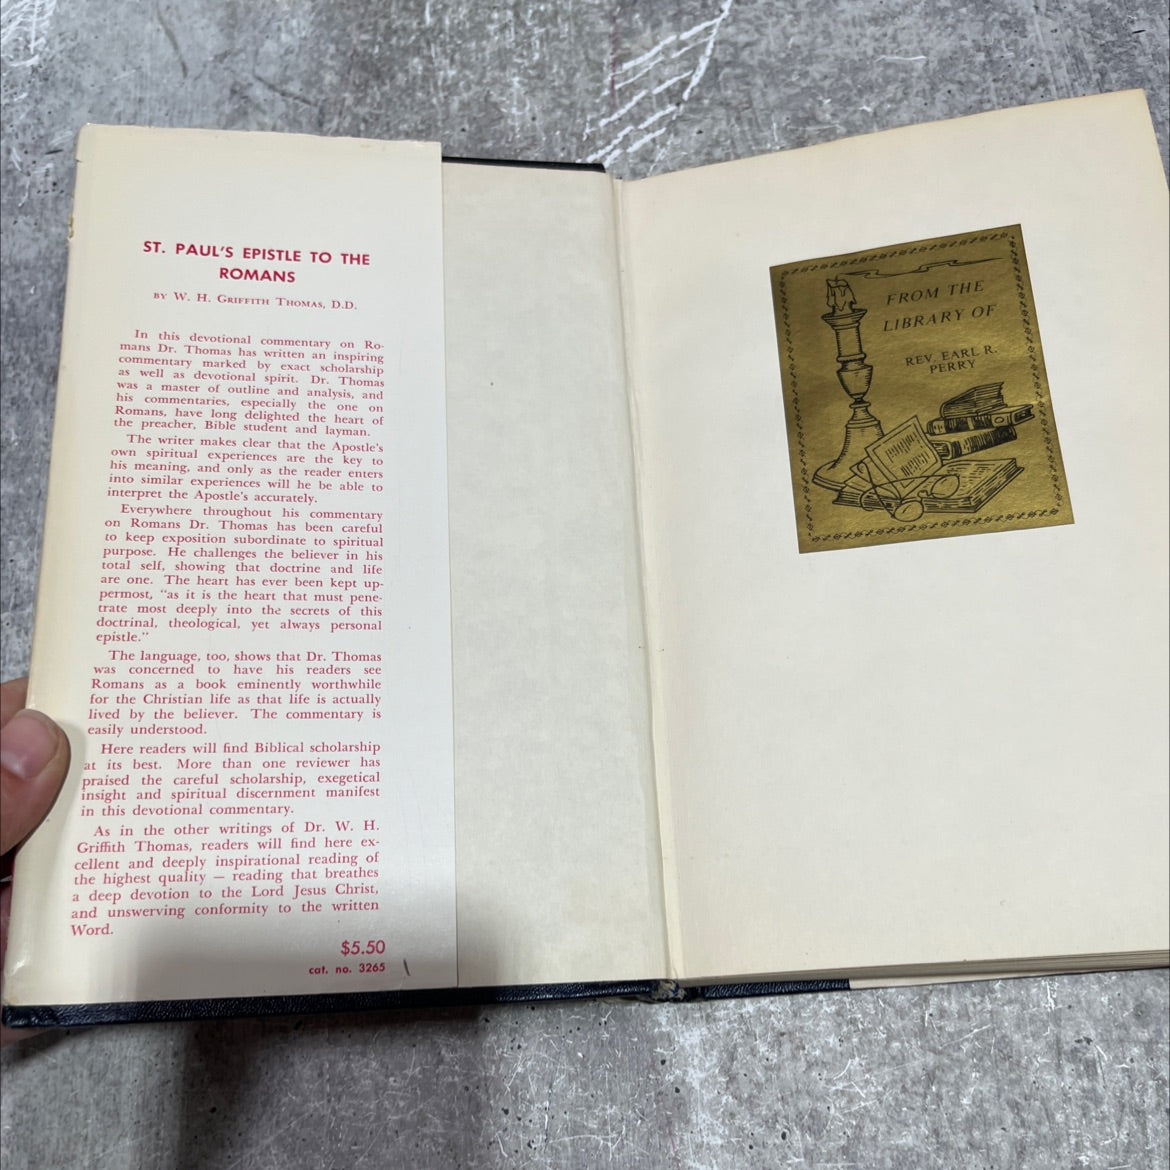 ST. PAUL'S EPISTLE TO THE
ROMANS
BY W. H. GRIFFITH THOMAS, D.D.
In this devotional commentary on Ro-
mans Dr. Thomas has written an inspiring
commentary marked by exact scholarship
as well as devotional spirit. Dr. Thomas
was a master of outline and analysis, and
his commentaries, especially the one on
Romans, have long delighted the heart of
the preacher, Bible student and layman.
The writer makes clear that the Apostle's
own spiritual experiences are the key to
his meaning, and only as the reader enters
into similar experiences will he be able to
interpret the Apostle's accurately.
Everywhere throughout his commentary
on Romans Dr. Thomas has been careful
to keep exposition subordinate to spiritual
purpose. He challenges the believer in his
total self, showing that doctrine and life
are one. The heart has ever been kept up-
permost, "as it is the heart that must pene-
trate most deeply into the secrets of this
doctrinal, theological, yet always personal
epistle."
The language, too, shows that Dr. Thomas
was concerned to have his readers see
Romans as a book eminently worthwhile
for the Christian life as that life is actually
lived by the believer. The commentary is
easily understood.
Here readers will find Biblical scholarship
at its best. More than one reviewer has
praised the careful scholarship, exegetical
insight and spiritual discernment manifest
in this devotional commentary.
As in the other writings of Dr. W. H.
Griffith Thomas, readers will find here ex-
cellent and deeply inspirational reading of
the highest quality — reading that breathes
a deep devotion to the Lord Jesus Christ,
and unswerving conformity to the written
Word.
$5.50
cat. no. 3265
FROM THE
LIBRARY OF
REV. EARL R.
PERRY